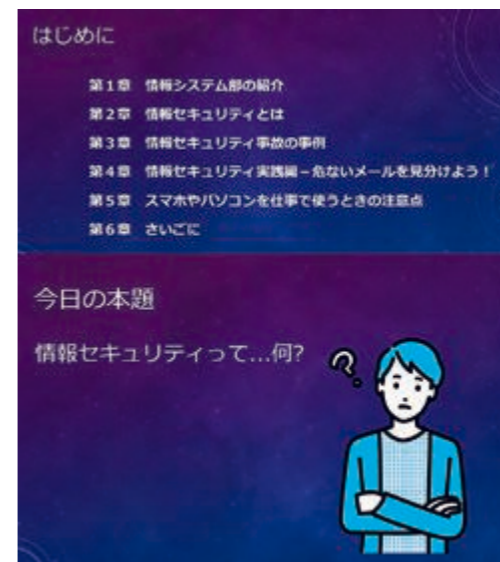 はじめに
第1章 情報システム部の紹介
第2章 情報セキュリティとは
第3章 情報セキュリティ事故の事例
第4章 情報セキュリティ実践編－危ないメールを見分けよう！
第5章 スマホやパソコンを仕事で使うときの注意点
第6章 さいごに
今日の本題
情報セキュリティって...何?
?